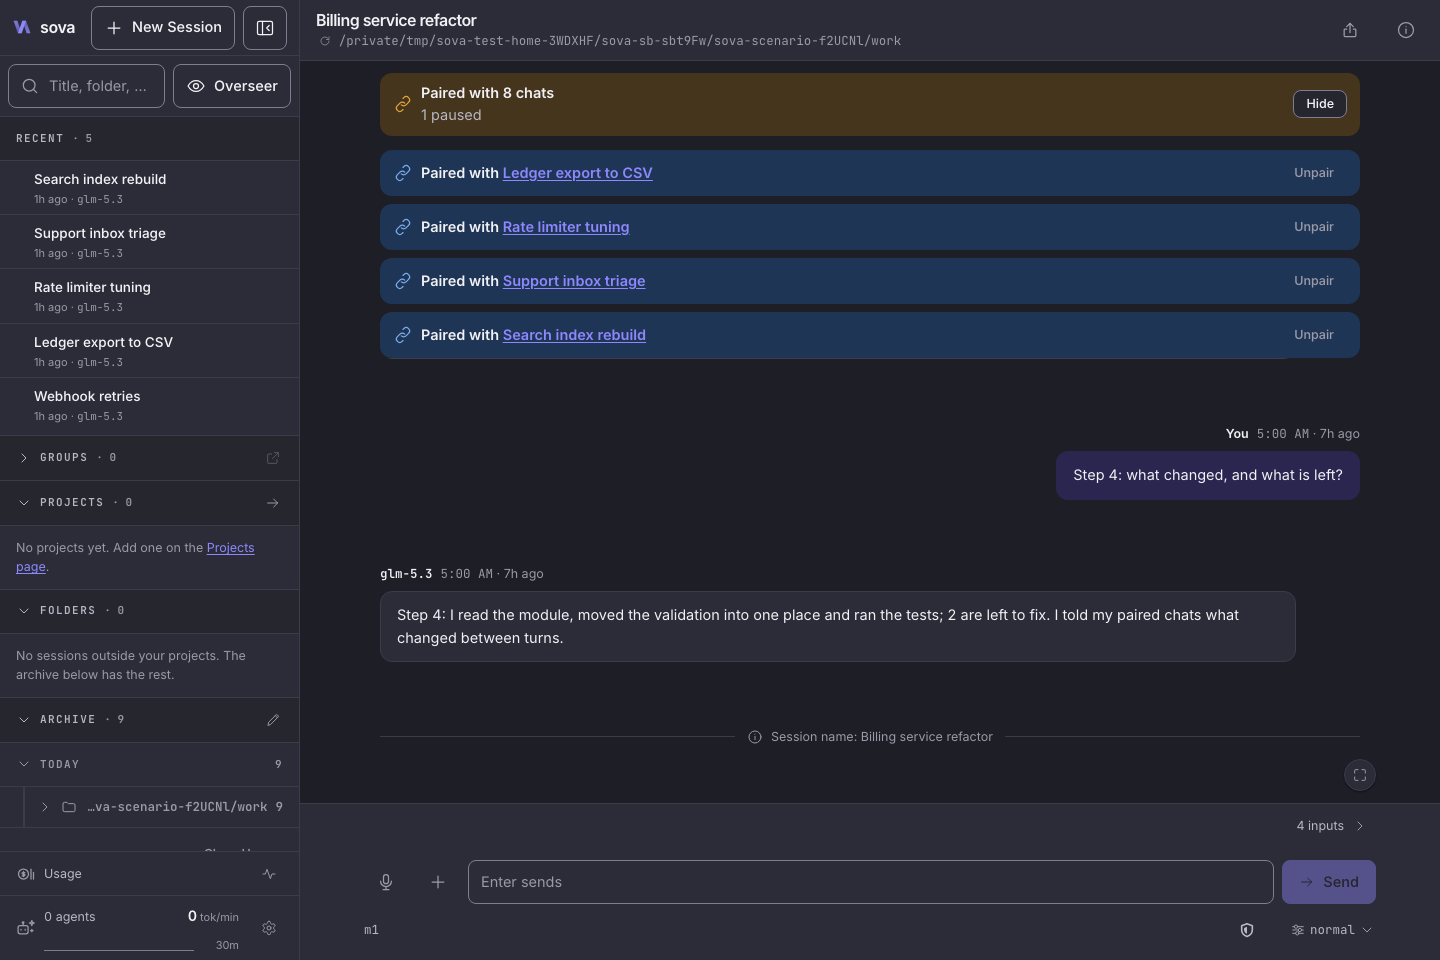 sova
New Session
Title, folder, ...
Overseer
RECENT · 5
Search index rebuild
1h ago · glm-5.3
Support inbox triage
1h ago · glm-5.3
Rate limiter tuning
1h ago · glm-5.3
Ledger export to CSV
1h ago · glm-5.3
Webhook retries
1h ago · glm-5.3
GROUPS · 0
PROJECTS · 0
No projects yet. Add one on the Projects
page.
FOLDERS · 0
No sessions outside your projects. The
archive below has the rest.
ARCHIVE · 9
TODAY 9
…va-scenario-f2UCNl/work 9
Usage
0 agents 0 tok/min
30m
Billing service refactor
/private/tmp/sova-test-home-3WDXHF/sova-sb-sbt9Fw/sova-scenario-f2UCNl/work
Paired with 8 chats
1 paused
Hide
Paired with Ledger export to CSV Unpair
Paired with Rate limiter tuning Unpair
Paired with Support inbox triage Unpair
Paired with Search index rebuild Unpair
You 5:00 AM · 7h ago
Step 4: what changed, and what is left?
glm-5.3 5:00 AM · 7h ago
Step 4: I read the module, moved the validation into one place and ran the tests; 2 are left to fix. I told my paired chats what
changed between turns.
Session name: Billing service refactor
4 inputs
Enter sends
Send
m1
normal